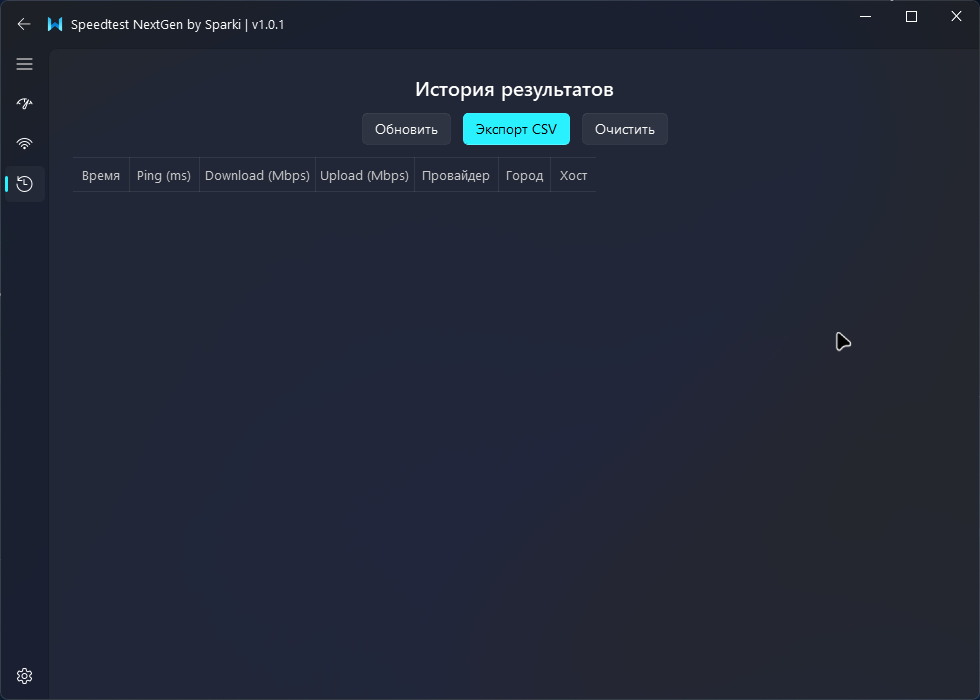 Speedtest NextGen by Sparki | v1.0.1
История результатов
Обновить Экспорт CSV Очистить
Время Ping (ms) Download (Mbps) Upload (Mbps) Провайдер Город Хост